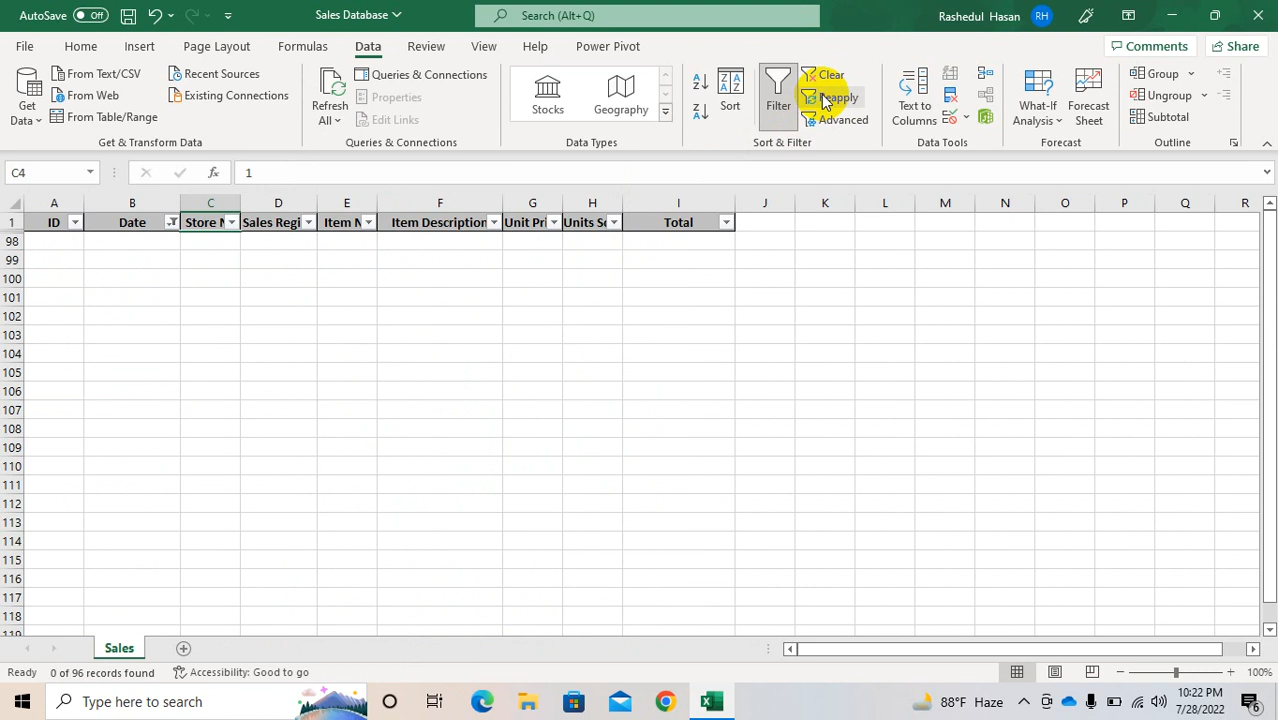 AutoSave Off Sales Database Search (Alt+Q) Rashedul Hasan RH
File Home Insert Page Layout Formulas Data Review View Help Power Pivot Comments Share
From Text/CSV Recent Sources Queries & Connections Clear Group
From Web Existing Connections Properties Reapply Ungroup
From Table/Range Edit Links Advanced Subtotal
Get Data Refresh All Stocks Geography Sort Filter Text to Columns What-If Analysis Forecast Sheet
Get & Transform Data Queries & Connections Data Types Sort & Filter Data Tools Forecast Outline
C4 fx 1
A B C D E F G H I J K L M N O P Q R
1 ID Date Store N Sales Regi Item N Item Description Unit Pri Units So Total
98
99
100
101
102
103
104
105
106
107
108
109
110
111
112
113
114
115
116
117
118
119
Sales
Ready 0 of 96 records found Accessibility: Good to go 100%
Type here to search 88°F Haze 10:22 PM
7/28/2022 6